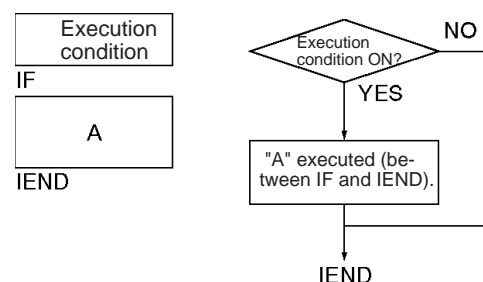 Execution
condition
IF
A
IEND
Execution
condition ON?
NO
YES
"A" executed (be-
tween IF and IEND).
IEND